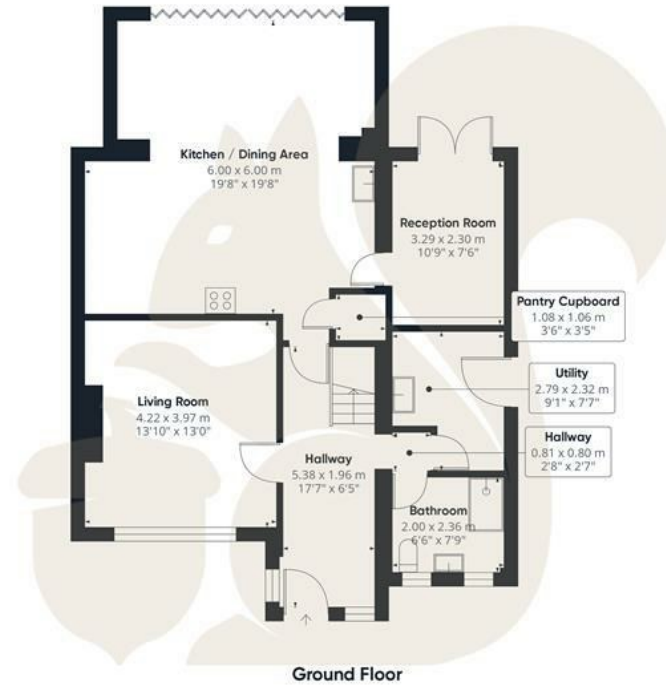 Kitchen / Dining Area
6.00 x 6.00 m
19'8" x 19'8"
Reception Room
3.29 x 2.30 m
10'9" x 7'6"
Pantry Cupboard
1.08 x 1.06 m
3'6" x 3'5"
Utility
2.79 x 2.32 m
9'1" x 7'7"
Living Room
4.22 x 3.97 m
13'10" x 13'0"
Hallway
5.38 x 1.96 m
17'7" x 6'5"
Hallway
0.81 x 0.80 m
2'8" x 2'7"
Bathroom
2.00 x 2.36 m
6'6" x 7'9"
Ground Floor